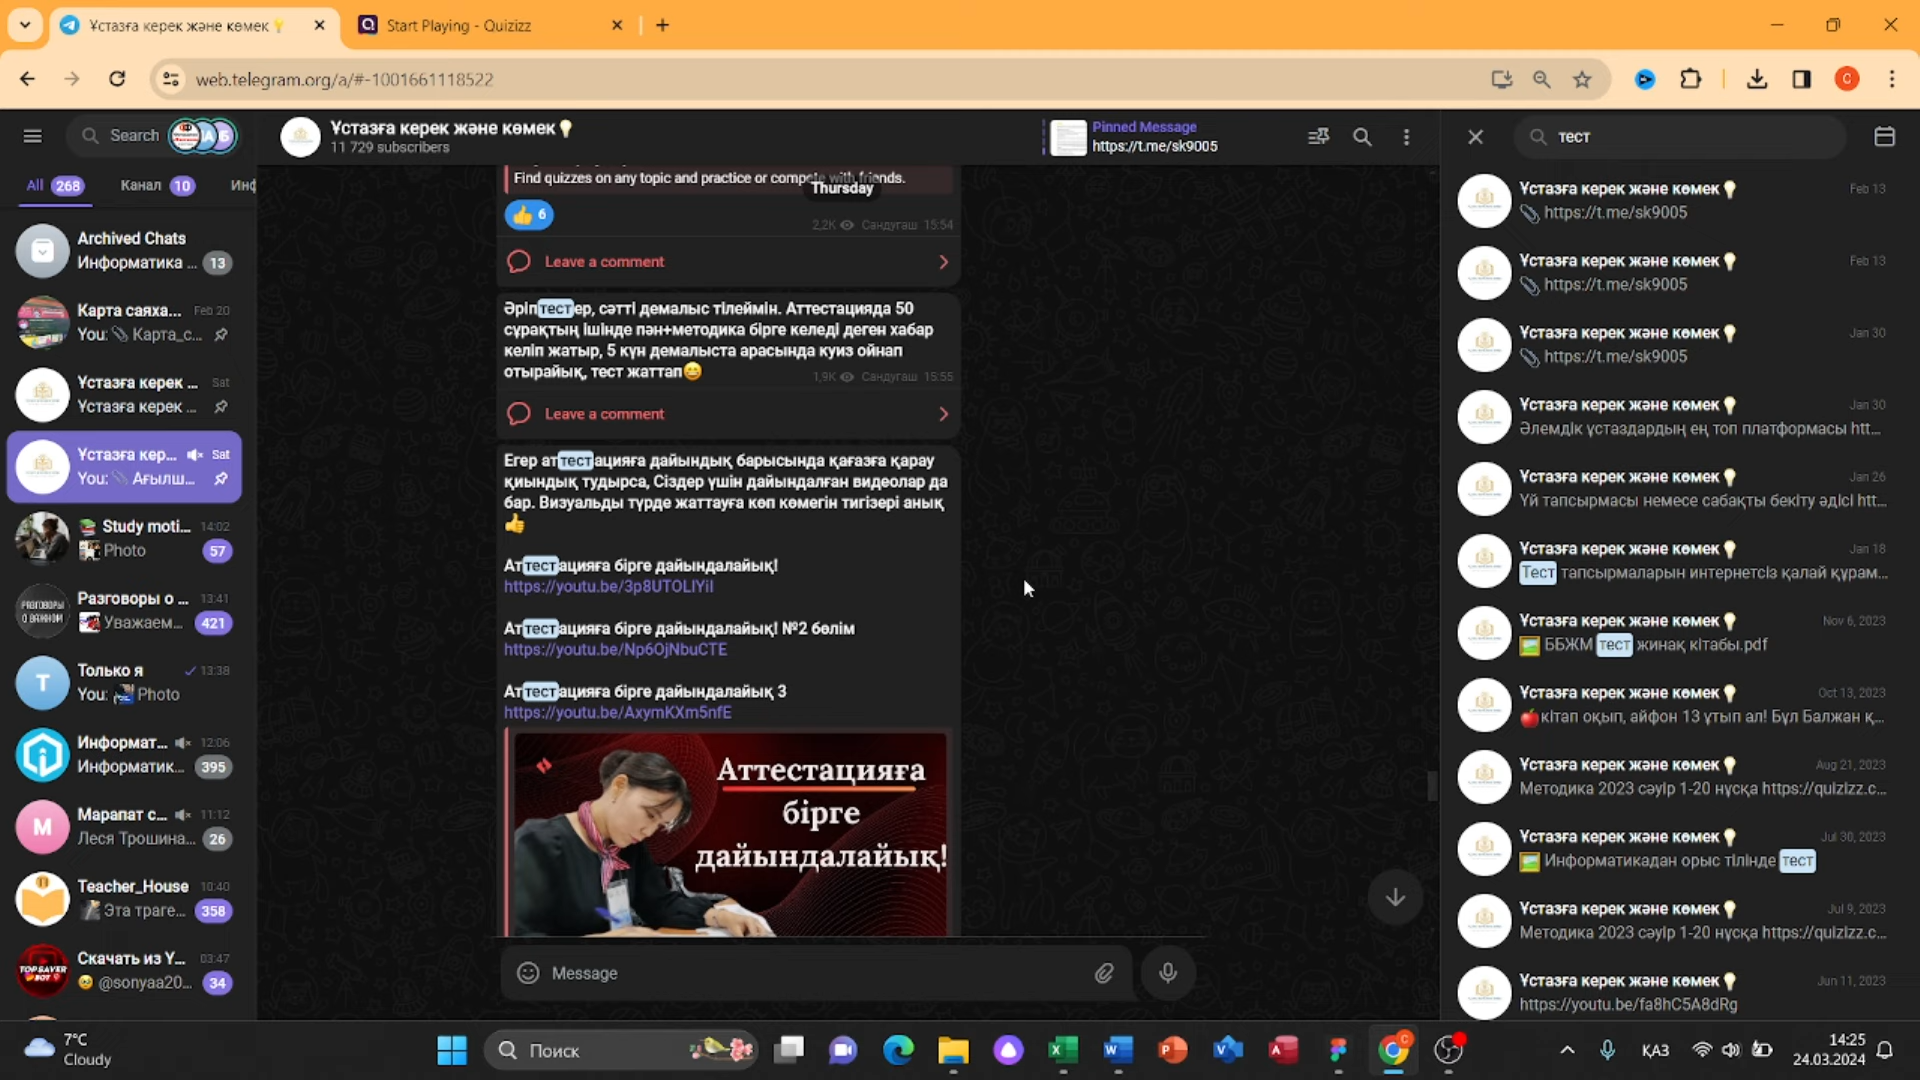 Ұстазға керек және көмек💡
Start Playing - Quizizz
web.telegram.org/a/#-1001661118522
Search
All 268
Канал 10
Инф
Archived Chats
Информатика ... 13
Карта саяха... Feb 20
You: Карта_с...
Ұстазға керек ... Sat
Ұстазға керек ...
Ұстазға кер... Sat
You: Ағылш...
Study moti... 14:02
Photo 57
РАЗГОВОРЫ
О ВАЖНОМ
Разговоры о ... 13:41
Уважаем... 421
Т
Только я 13:38
You: Photo
Информат... 12:06
Информатик... 395
М
Марапат с... 11:12
Леся Трошина... 26
Teacher_House 10:40
Эта траге... 358
TOP SAVER
BOT
Скачать из Y... 03:47
@sonyaa20... 34
Ұстазға керек және көмек💡
11 729 subscribers
Pinned Message
https://t.me/sk9005
Find quizzes on any topic and practice or compete with friends.
Thursday
👍 6
2,2K Сандуғаш 15:54
Leave a comment
Әріптестер, сәтті демалыс тілеймін. Аттестацияда 50
сұрақтың ішінде пән+методика бірге келеді деген хабар
келіп жатыр, 5 күн демалыста арасында куиз ойнап
отырайық, тест жаттап😄
1,9K Сандуғаш 15:55
Leave a comment
Егер аттестацияға дайындық барысында қағазға қарау
қиындық тудырса, Сіздер үшін дайындалған видеолар да
бар. Визуальды түрде жаттауға көп көмегін тигізері анық
👍
Аттестацияға бірге дайындалайық!
https://youtu.be/3p8UTOLIYiI
Аттестацияға бірге дайындалайық! №2 бөлім
https://youtu.be/Np6OjNbuCTE
Аттестацияға бірге дайындалайық 3
https://youtu.be/AxymKXm5nfE
Аттестацияға
бірге
дайындалайық!
Message
тест
Ұстазға керек және көмек💡 Feb 13
https://t.me/sk9005
Ұстазға керек және көмек💡 Feb 13
https://t.me/sk9005
Ұстазға керек және көмек💡 Jan 30
https://t.me/sk9005
Ұстазға керек және көмек💡 Jan 30
Әлемдік ұстаздардың ең топ платформасы htt...
Ұстазға керек және көмек💡 Jan 26
Үй тапсырмасы немесе сабақты бекіту әдісі htt...
Ұстазға керек және көмек💡 Jan 18
Тест тапсырмаларын интернетсіз қалай құрам...
Ұстазға керек және көмек💡 Nov 6, 2023
ББЖМ тест жинақ кітабы.pdf
Ұстазға керек және көмек💡 Oct 13, 2023
🍎кітап оқып, айфон 13 ұтып ал! Бұл Балжан қ...
Ұстазға керек және көмек💡 Aug 21, 2023
Методика 2023 сәуір 1-20 нұсқа https://quizizz.c...
Ұстазға керек және көмек💡 Jul 30, 2023
Информатикадан орыс тілінде тест
Ұстазға керек және көмек💡 Jul 9, 2023
Методика 2023 сәуір 1-20 нұсқа https://quizizz.c...
Ұстазға керек және көмек💡 Jun 11, 2023
https://youtu.be/fa8hC5A8dRg
7°C
Cloudy
Поиск
ҚАЗ
14:25
24.03.2024